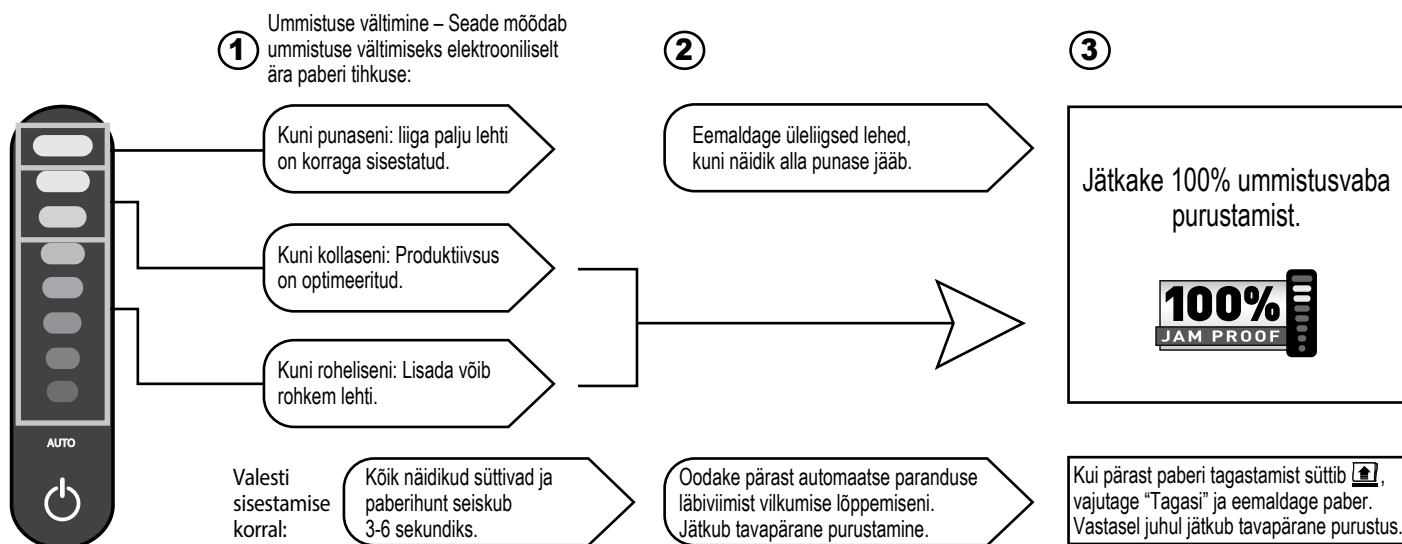 1
Ummistuse vältimine – Seade mõõdab
ummistuse vältimiseks elektrooniliselt
ära paberi tihkuse:
2
3
Kuni punaseni: liiga palju lehti
on korraga sisestatud.
Eemaldage üleliigsed lehed,
kuni näidik alla punase jääb.
Jätkake 100% ummistusvaba
purustamist.
Kuni kollaseni: Produktiivsus
on optimeeritud.
100%
JAM PROOF
Kuni roheliseni: Lisada võib
rohkem lehti.
AUTO
Valesti
sisestamise
korral:
Kõik näidikud süttivad ja
paberihunt seiskub
3-6 sekundiks.
Oodake pärast automaatse paranduse
läbiviimist vilkumise lõppemiseni.
Jätkub tavapärane purustamine.
Kui pärast paberi tagastamist süttib ,
vajutage “Tagasi” ja eemaldage paber.
Vastasel juhul jätkub tavapärane purustus.